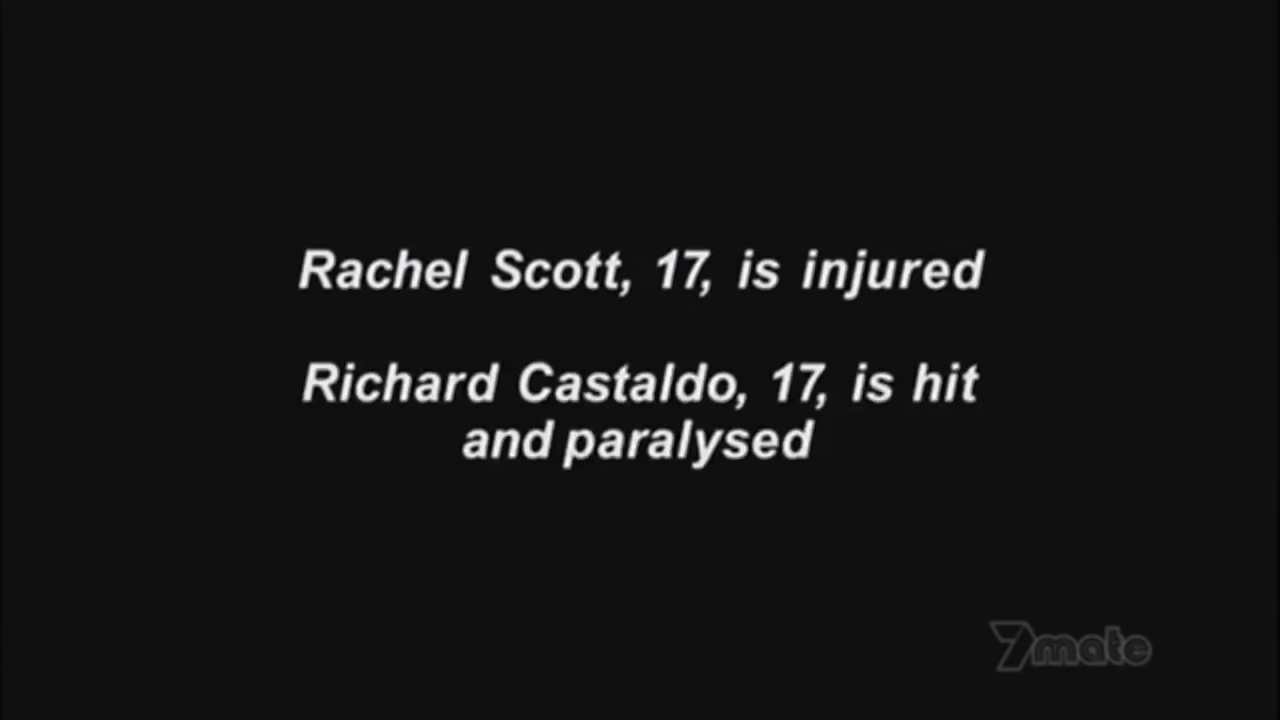 Rachel Scott, 17, is injured
Richard Castaldo, 17, is hit
and paralysed
7mate